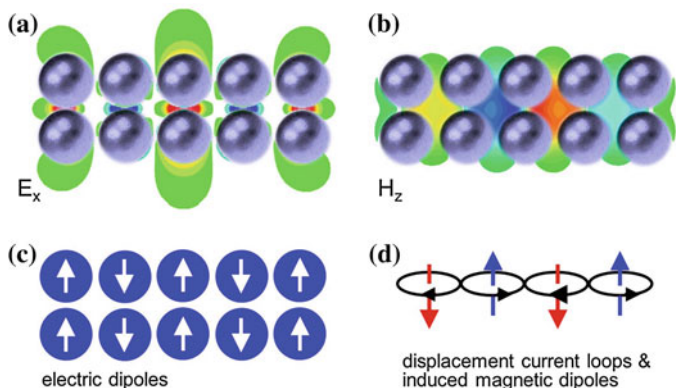 (a)
(b)
Ex
Hz
(c)
(d)
electric dipoles
displacement current loops &
induced magnetic dipoles